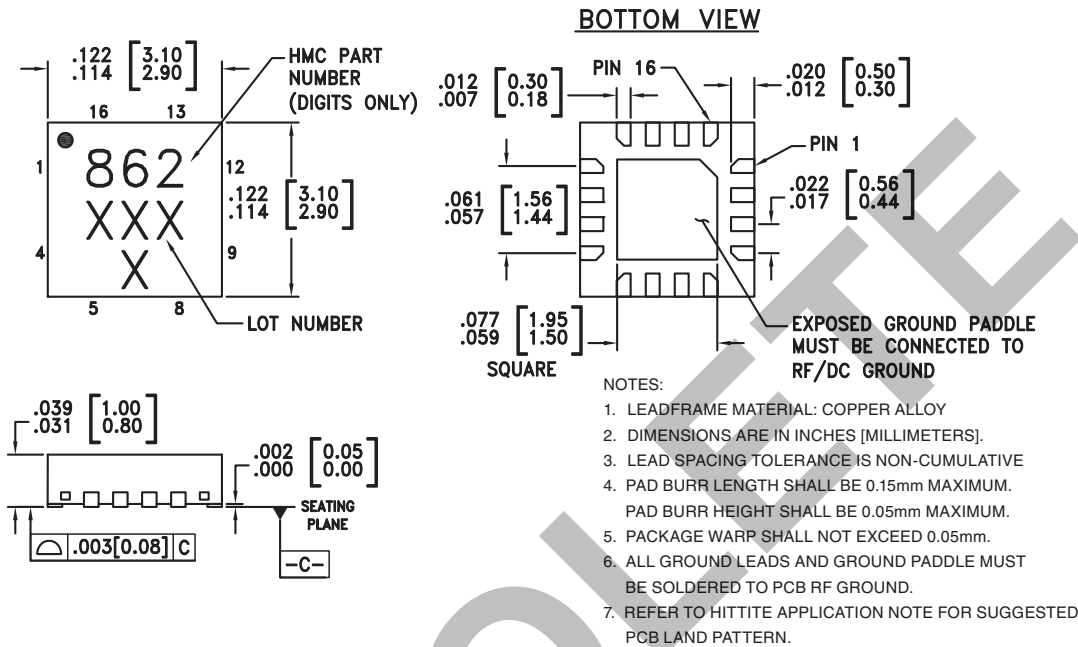 BOTTOM VIEW
.122 [3.10]
.114 [2.90]
HMC PART
NUMBER
(DIGITS ONLY)
16 13
1 12
862
XXX
X
4 9
5 8
LOT NUMBER
.122 [3.10]
.114 [2.90]
.012 [0.30]
.007 [0.18]
PIN 16
.020 [0.50]
.012 [0.30]
PIN 1
.061 [1.56]
.057 [1.44]
.022 [0.56]
.017 [0.44]
.077 [1.95]
.059 [1.50]
SQUARE
EXPOSED GROUND PADDLE
MUST BE CONNECTED TO
RF/DC GROUND
.039 [1.00]
.031 [0.80]
.002 [0.05]
.000 [0.00]
SEATING
PLANE
.003[0.08] C
-C-
NOTES:
1. LEADFRAME MATERIAL: COPPER ALLOY
2. DIMENSIONS ARE IN INCHES [MILLIMETERS].
3. LEAD SPACING TOLERANCE IS NON-CUMULATIVE
4. PAD BURR LENGTH SHALL BE 0.15mm MAXIMUM.
PAD BURR HEIGHT SHALL BE 0.05mm MAXIMUM.
5. PACKAGE WARP SHALL NOT EXCEED 0.05mm.
6. ALL GROUND LEADS AND GROUND PADDLE MUST
BE SOLDERED TO PCB RF GROUND.
7. REFER TO HITTITE APPLICATION NOTE FOR SUGGESTED
PCB LAND PATTERN.
OLETE